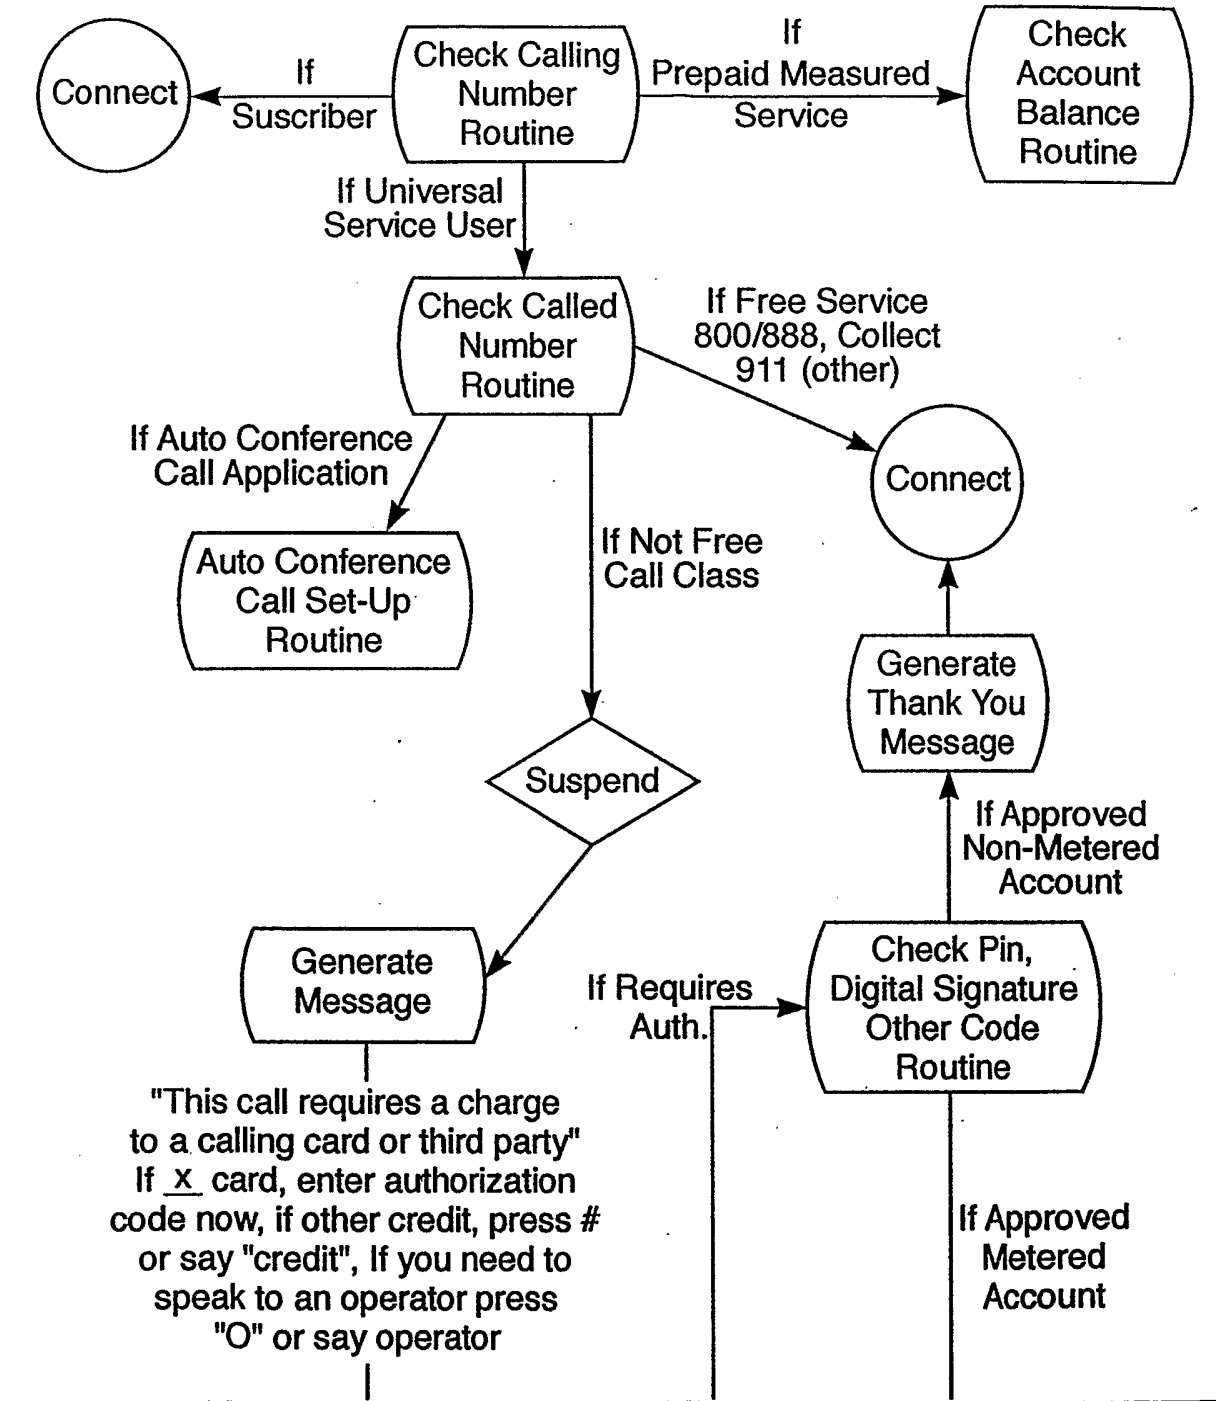 Connect
If
Suscriber
Check Calling
Number
Routine
If
Prepaid Measured
Service
Check
Account
Balance
Routine
If Universal
Service User
Check Called
Number
Routine
If Free Service
800/888, Collect
911 (other)
Connect
If Auto Conference
Call Application
Auto Conference
Call Set-Up
Routine
If Not Free
Call Class
Suspend
Generate
Thank You
Message
If Approved
Non-Metered
Account
Generate
Message
If Requires
Auth.
Check Pin,
Digital Signature
Other Code
Routine
"This call requires a charge
to a calling card or third party"
If x card, enter authorization
code now, if other credit, press #
or say "credit", If you need to
speak to an operator press
"O" or say operator
If Approved
Metered
Account